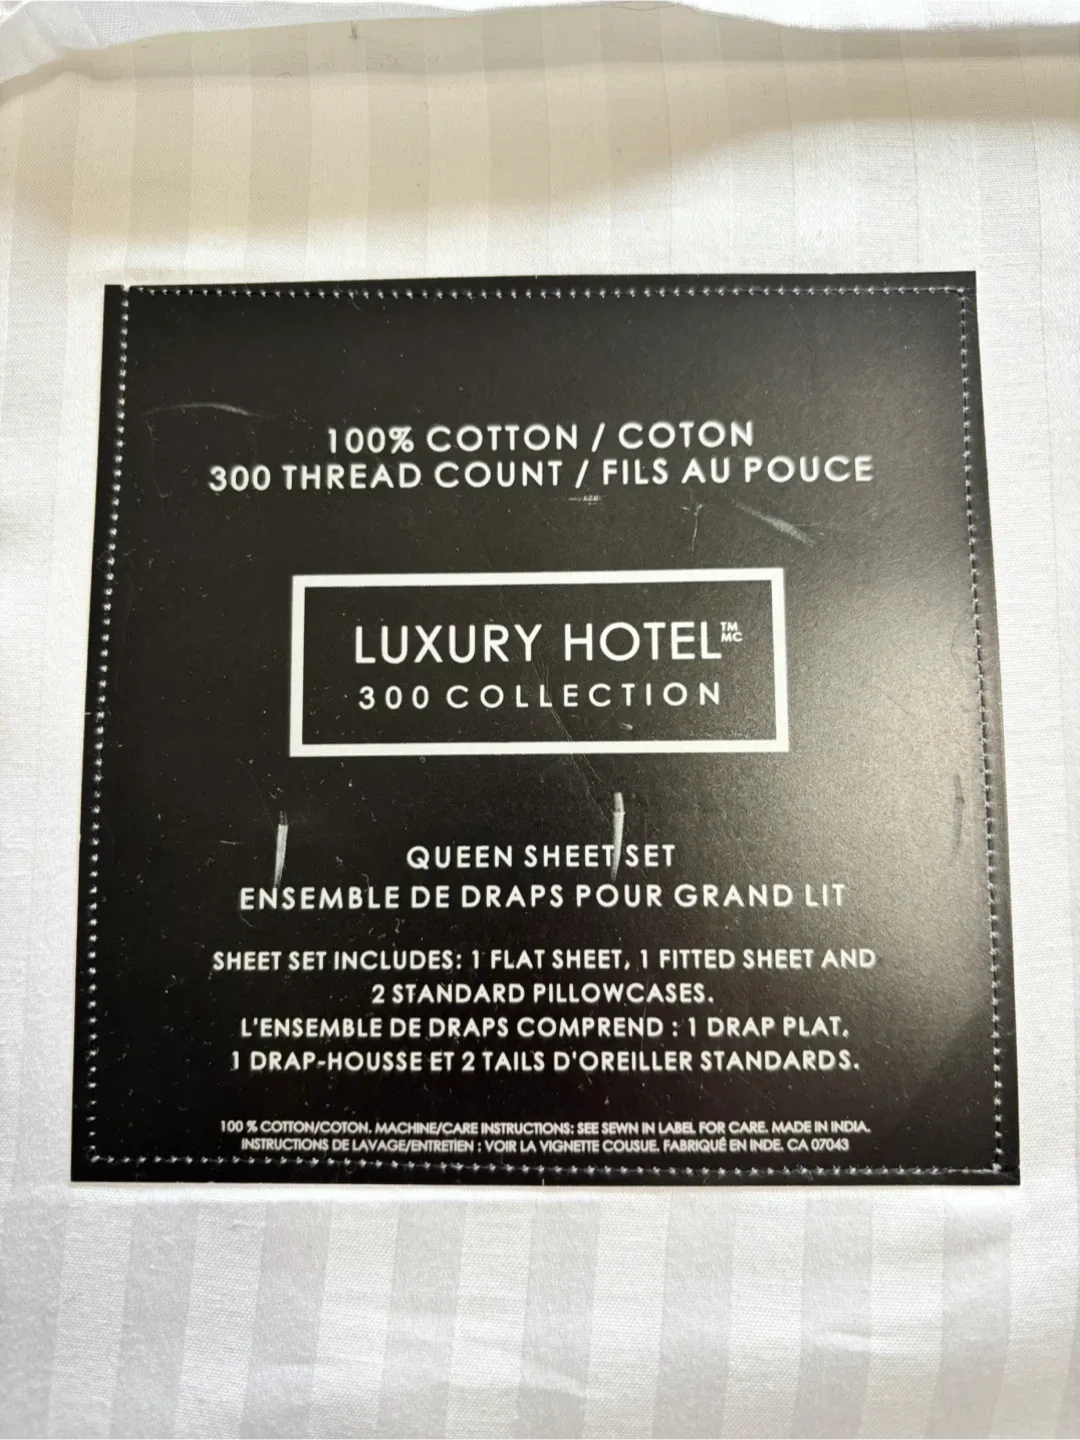 100% COTTON / COTON
300 THREAD COUNT / FILS AU POUCE
LUXURY HOTEL™ MC
300 COLLECTION
QUEEN SHEET SET
ENSEMBLE DE DRAPS POUR GRAND LIT
SHEET SET INCLUDES: 1 FLAT SHEET, 1 FITTED SHEET AND
2 STANDARD PILLOWCASES.
L'ENSEMBLE DE DRAPS COMPREND : 1 DRAP PLAT,
1 DRAP-HOUSSE ET 2 TAILS D'OREILLER STANDARDS.
100 % COTTON/COTON. MACHINE/CARE INSTRUCTIONS: SEE SEWN IN LABEL FOR CARE. MADE IN INDIA.
INSTRUCTIONS DE LAVAGE/ENTRETIEN : VOIR LA VIGNETTE COUSUE. FABRIQUÉ EN INDE. CA 07043